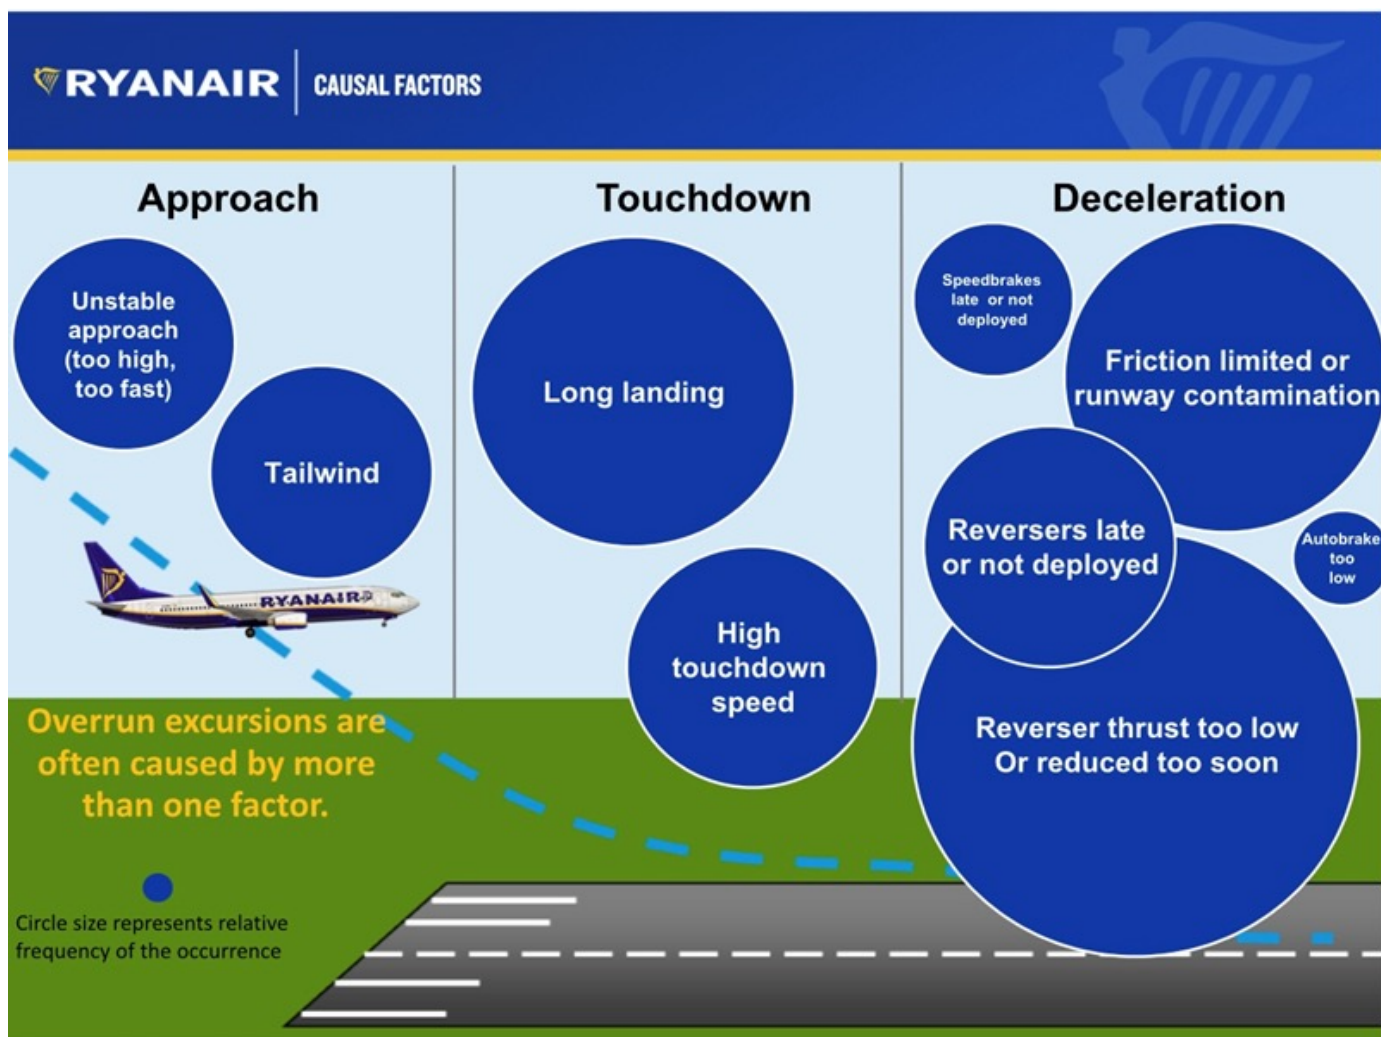 RYANAIR
CAUSAL FACTORS
Approach
Unstable
approach
(too high,
too fast)
Tailwind
RYANAIR
Overrun excursions are
often caused by more
than one factor.
Circle size represents relative
frequency of the occurrence
Touchdown
Long landing
High
touchdown
speed
Deceleration
Speedbrakes
late or not
deployed
Friction limited or
runway contamination
Reversers late
or not deployed
Autobrake
too
low
Reverser thrust too low
Or reduced too soon